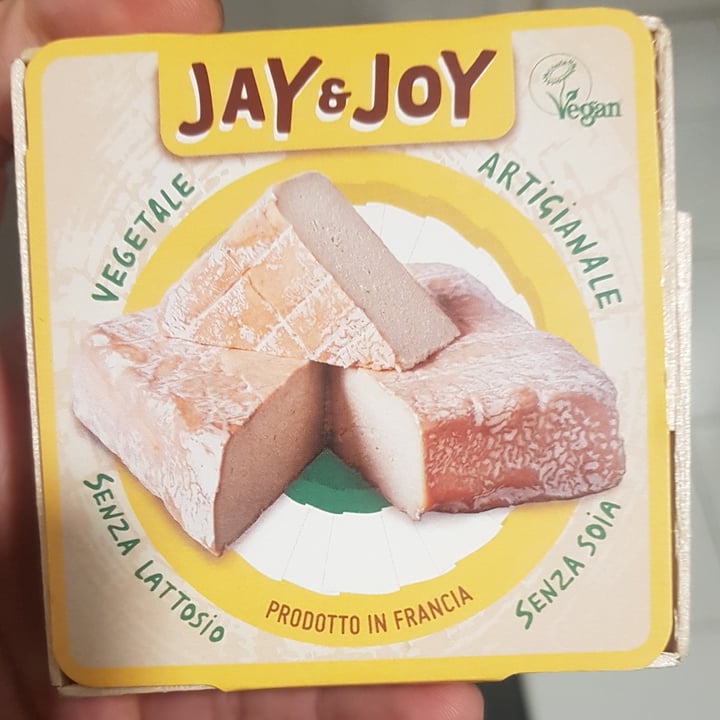 JAY & JOY
Vegan
VEGETALE
ARTIGIANALE
SENZA LATTOSIO
SENZA SOIA
PRODOTTO IN FRANCIA